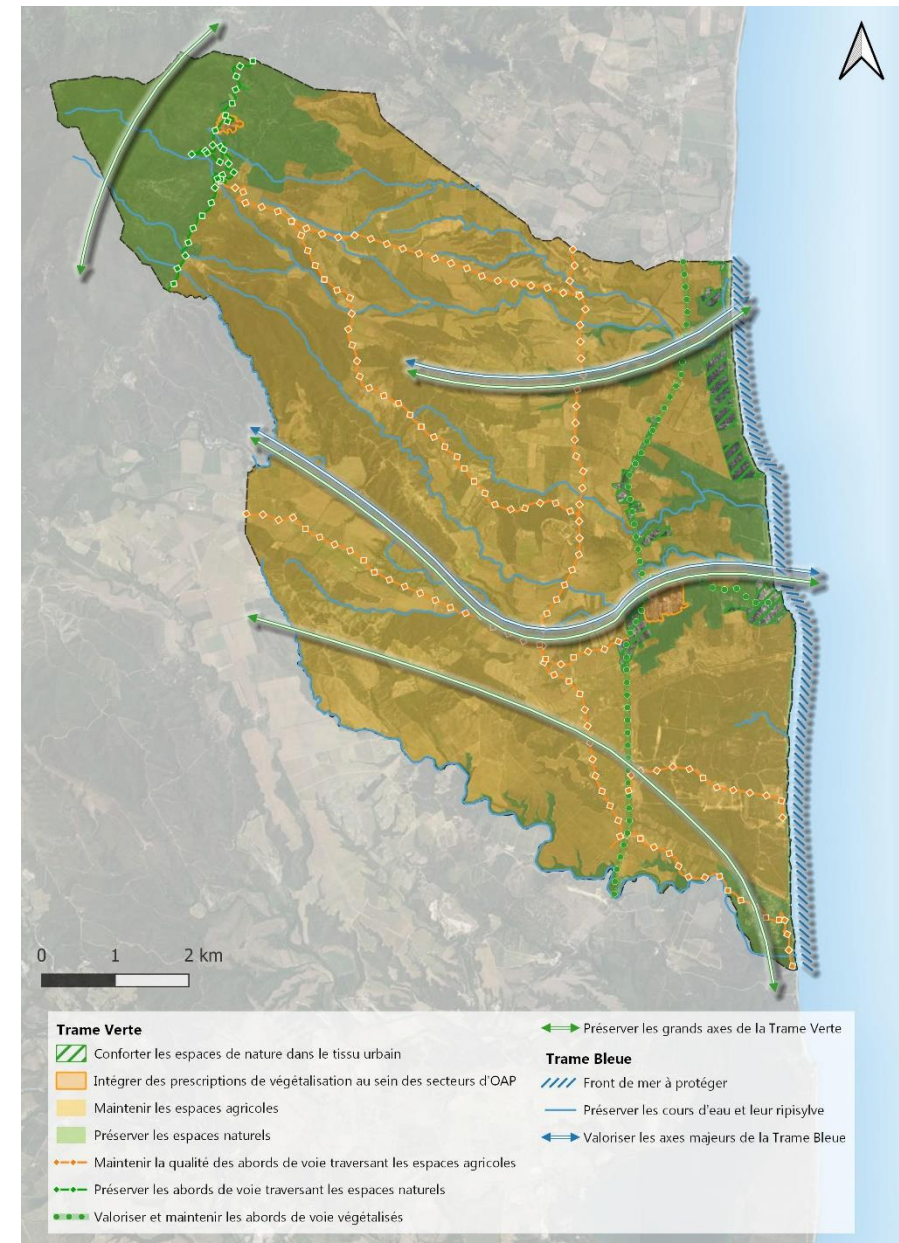 0 1 2 km
Trame Verte
Conforter les espaces de nature dans le tissu urbain
Intégrer des prescriptions de végétalisation au sein des secteurs d'OAP
Maintenir les espaces agricoles
Préserver les espaces naturels
Maintenir la qualité des abords de voie traversant les espaces agricoles
Préserver les abords de voie traversant les espaces naturels
Valoriser et maintenir les abords de voie végétalisés
Préserver les grands axes de la Trame Verte
Trame Bleue
Front de mer à protéger
Préserver les cours d'eau et leur ripisylve
Valoriser les axes majeurs de la Trame Bleue